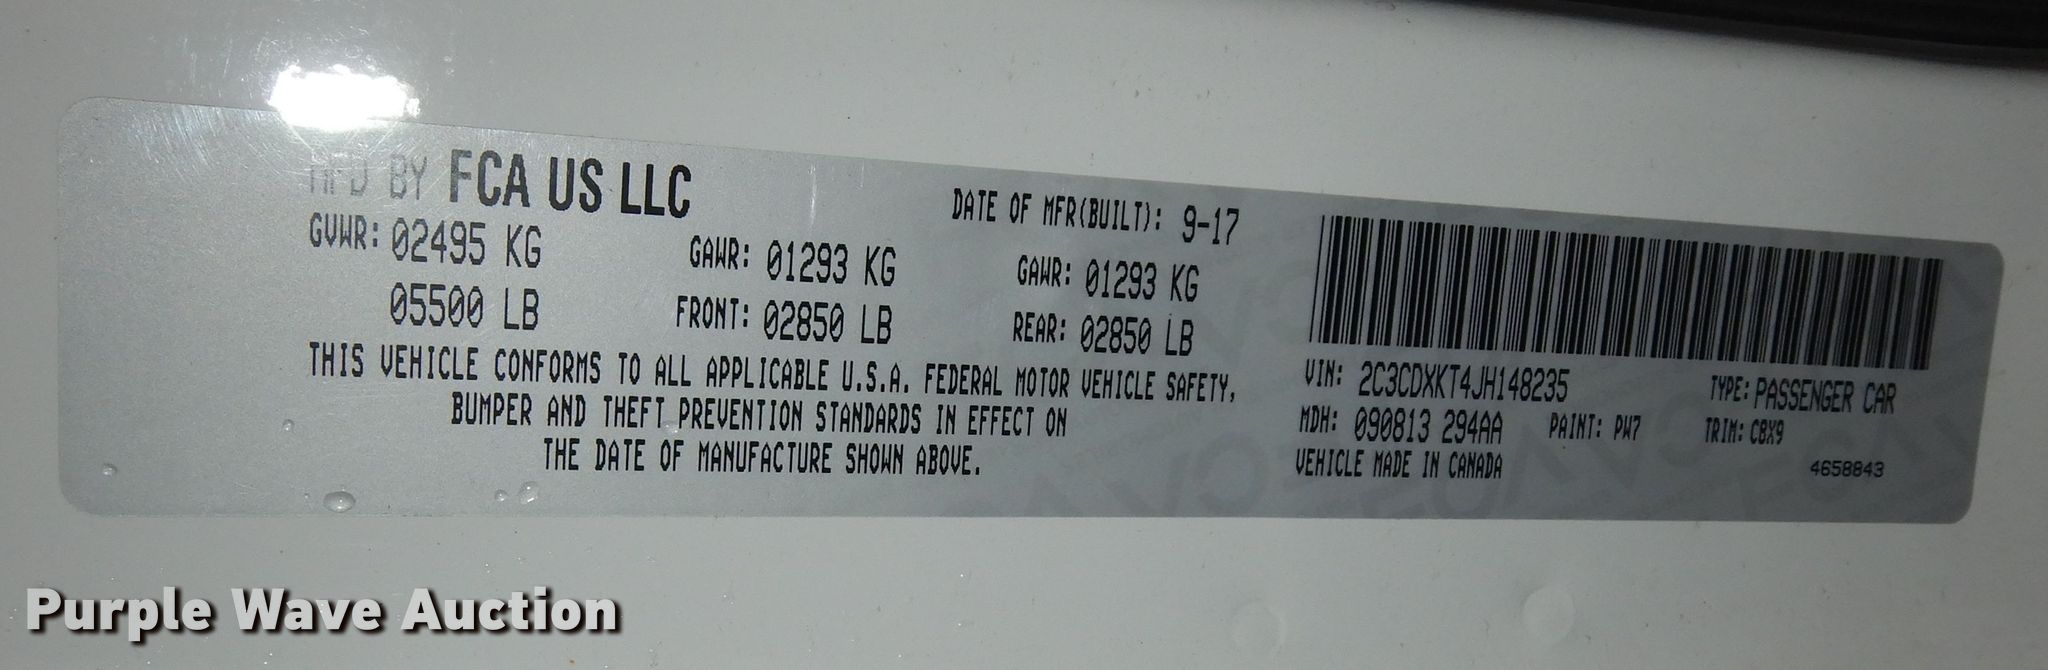 MFD BY FCA US LLC
DATE OF MFR(BUILT): 9-17
GVWR: 02495 KG GAWR: 01293 KG GAWR: 01293 KG
05500 LB FRONT: 02850 LB REAR: 02850 LB
THIS VEHICLE CONFORMS TO ALL APPLICABLE U.S.A. FEDERAL MOTOR VEHICLE SAFETY,
BUMPER AND THEFT PREVENTION STANDARDS IN EFFECT ON
THE DATE OF MANUFACTURE SHOWN ABOVE.
VIN: 2C3CDXKT4JH148235 TYPE: PASSENGER CAR
MDH: 090813 294AA PAINT: PW7 TRIM: CBX9
VEHICLE MADE IN CANADA 4658843
Purple Wave Auction